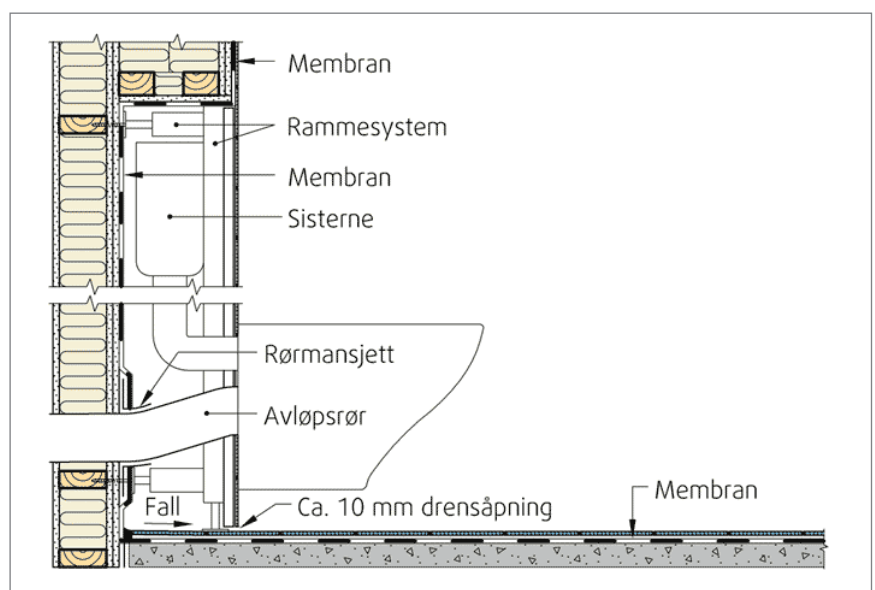 Membran
Rammesystem
Membran
Sisterne
Rørmansjett
Avløpsrør
Fall
Ca. 10 mm drensåpning
Membran